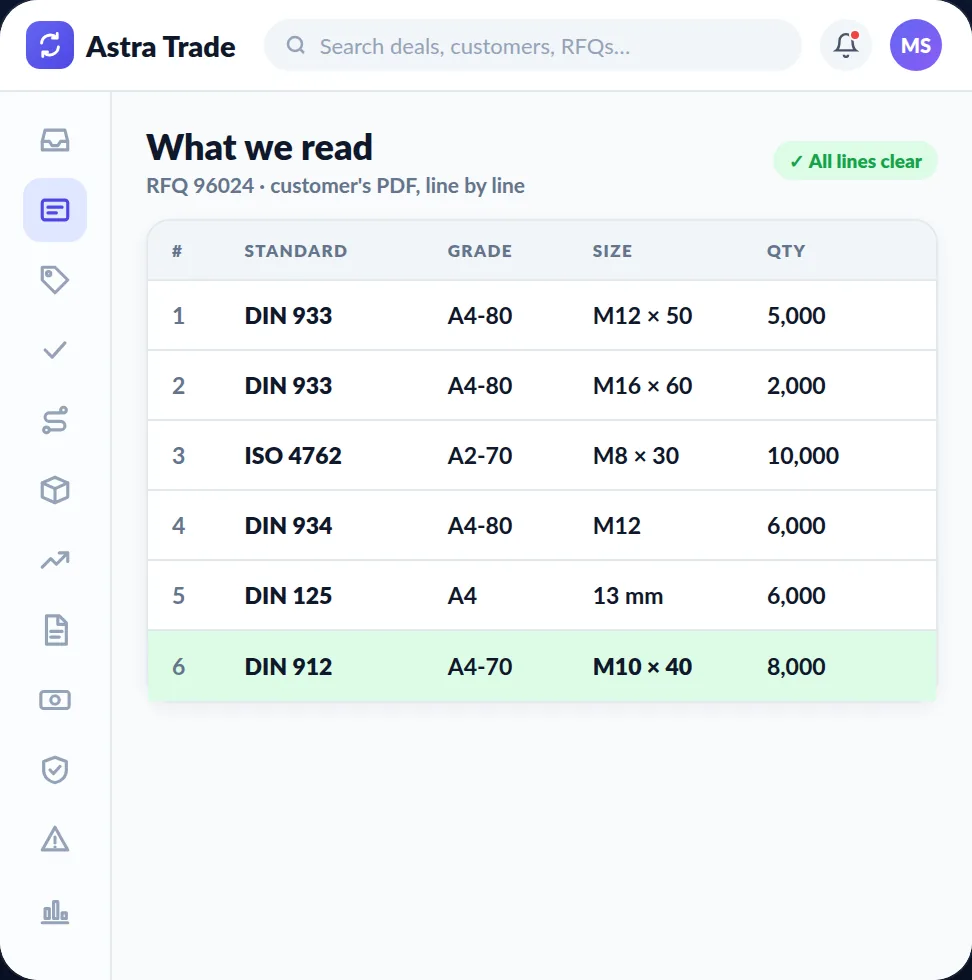 Astra Trade
Search deals, customers, RFQs...
MS
What we read
RFQ 96024 · customer's PDF, line by line
✓ All lines clear
# STANDARD GRADE SIZE QTY
1 DIN 933 A4-80 M12 × 50 5,000
2 DIN 933 A4-80 M16 × 60 2,000
3 ISO 4762 A2-70 M8 × 30 10,000
4 DIN 934 A4-80 M12 6,000
5 DIN 125 A4 13 mm 6,000
6 DIN 912 A4-70 M10 × 40 8,000